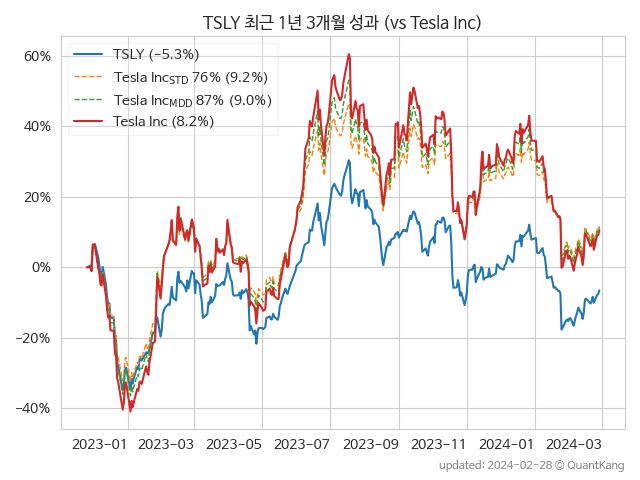 TSLY 최근 1년 3개월 성과 (vs Tesla Inc)
TSLY (−5.3%)
Tesla Inc_STD 76% (9.2%)
Tesla Inc_MDD 87% (9.0%)
Tesla Inc (8.2%)
60%
40%
20%
0%
−20%
−40%
2023−01 2023−03 2023−05 2023−07 2023−09 2023−11 2024−01 2024−03
updated: 2024−02−28 © QuantKang